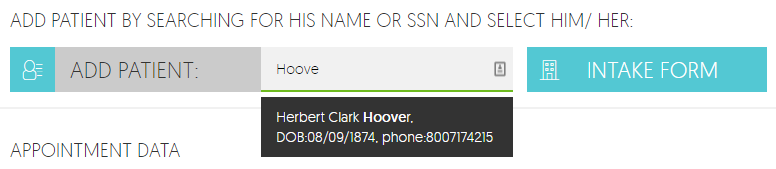 ADD PATIENT BY SEARCHING FOR HIS NAME OR SSN AND SELECT HIM/ HER:
ADD PATIENT: Hoove INTAKE FORM
Herbert Clark Hoover,
DOB:08/09/1874, phone:8007174215
APPOINTMENT DATA